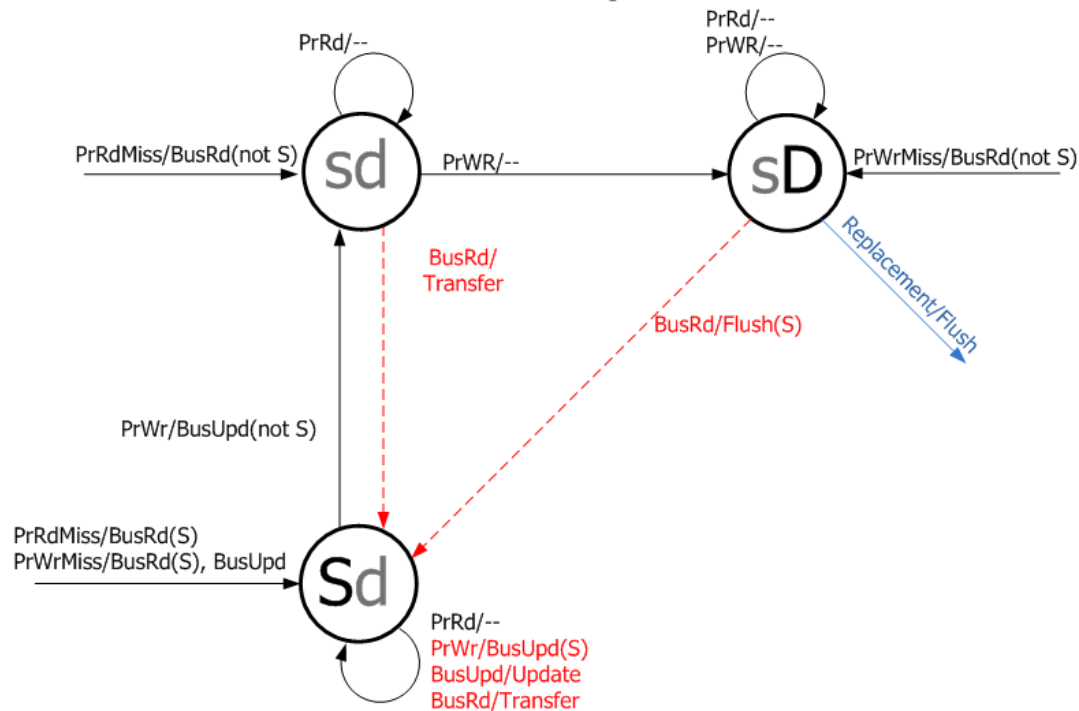 PrRd/--
PrRd/--
PrWR/--
PrRdMiss/BusRd(not S)
sd
PrWR/--
sD
PrWrMiss/BusRd(not S)
BusRd/
Transfer
Replacement/Flush
BusRd/Flush(S)
PrWr/BusUpd(not S)
PrRdMiss/BusRd(S)
PrWrMiss/BusRd(S), BusUpd
Sd
PrRd/--
PrWr/BusUpd(S)
BusUpd/Update
BusRd/Transfer